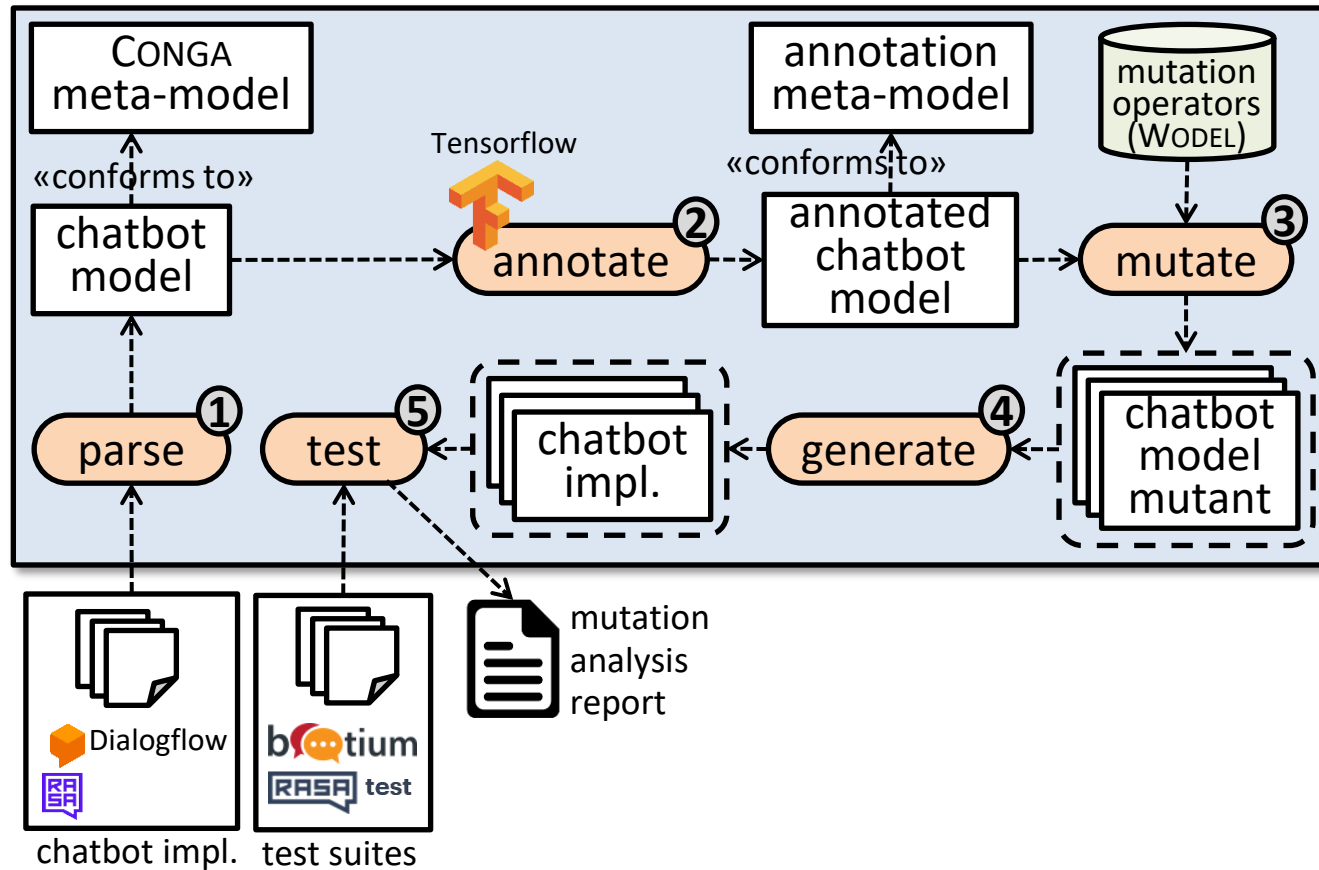 CONGA
meta-model
annotation
meta-model
mutation
operators
(WODEL)
Tensorflow
«conforms to»
«conforms to»
chatbot
model
2
annotate
annotated
chatbot
model
3
mutate
1
parse
5
test
chatbot
impl.
4
generate
chatbot
model
mutant
Dialogflow
RASA
botium
RASA test
mutation
analysis
report
chatbot impl.
test suites